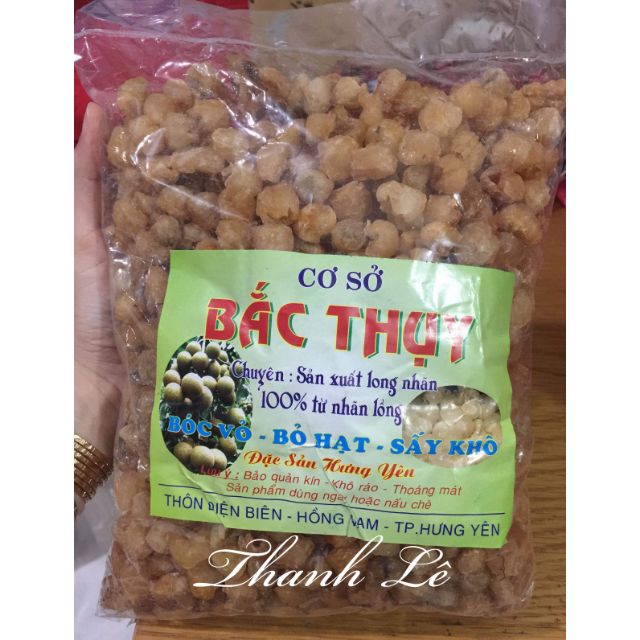 CƠ SỞ
BẮC THỤY
Chuyên : Sản xuất long nhãn
100% từ nhãn lồng
BÓC VỎ - BỎ HẠT - SẤY KHÔ
Đặc Sản Hưng Yên
Lưu ý : Bảo quản kín - Khô ráo - Thoáng mát
Sản phẩm dùng ngay hoặc nấu chè
THÔN ĐIỆN BIÊN - HỒNG NAM - TP.HƯNG YÊN
Thanh Lê